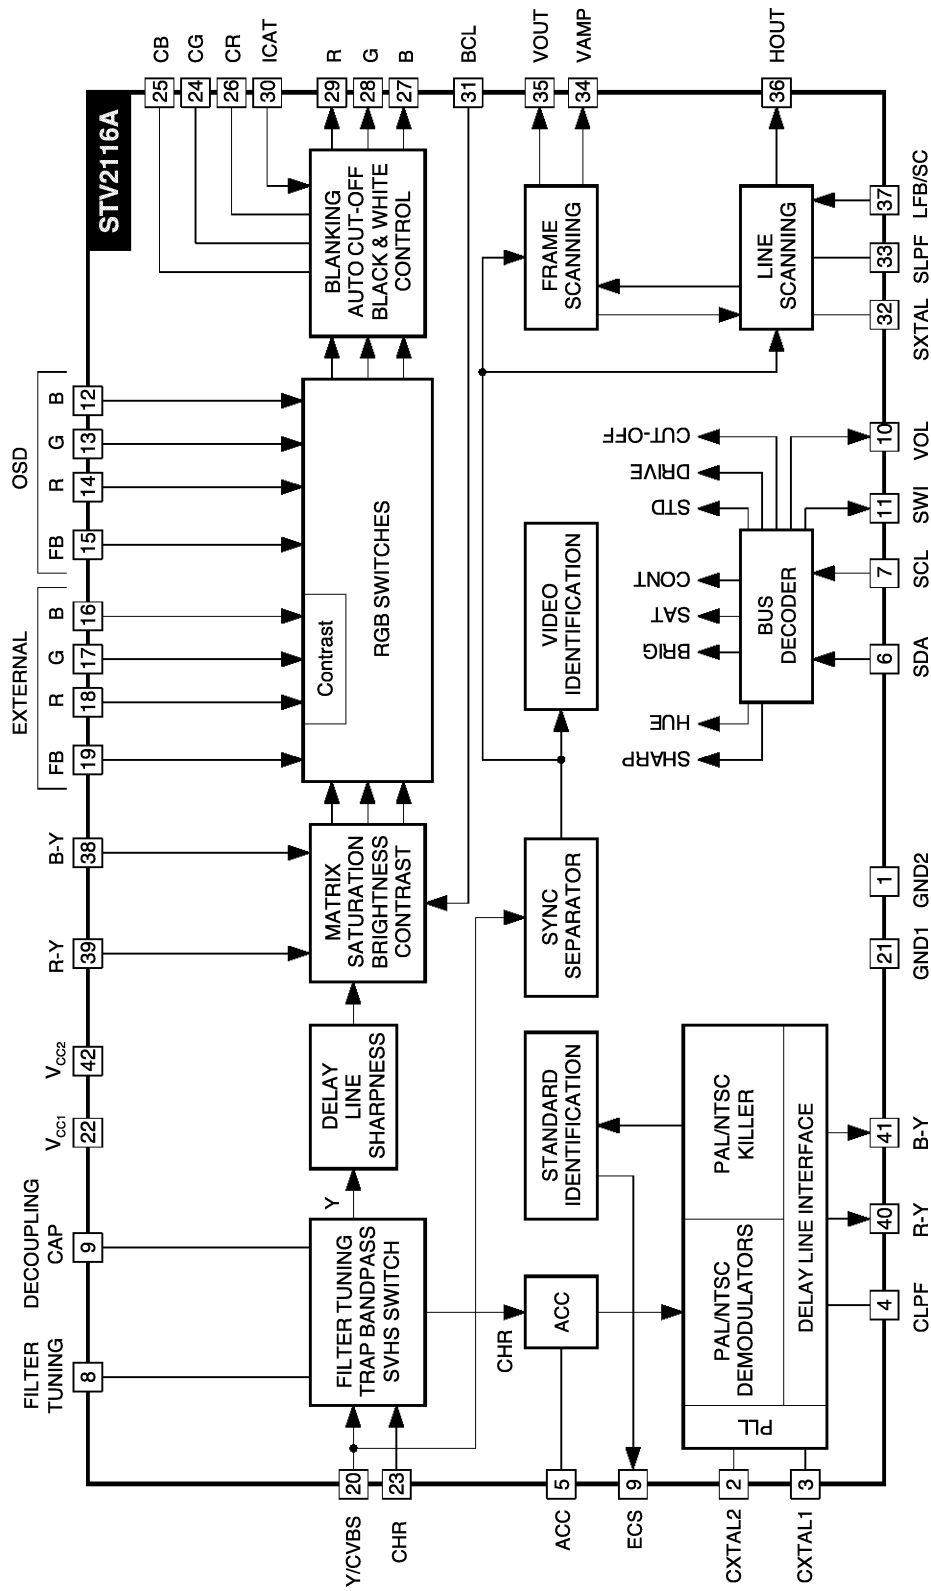 STV2116A
FILTER
TUNING
8
DECOUPLING
CAP
9
VCC1
22
VCC2
42
R-Y
39
B-Y
38
EXTERNAL
FB
19
R
18
G
17
B
16
OSD
FB
15
R
14
G
13
B
12
CB
25
CG
24
CR
26
ICAT
30
R
29
G
28
B
27
BCL
31
VOUT
35
VAMP
34
HOUT
36
Y/CVBS
20
CHR
23
ACC
5
ECS
9
CXTAL2
2
CXTAL1
3
FILTER TUNING
TRAP BANDPASS
SVHS SWITCH
Y
CHR
DELAY
LINE
SHARPNESS
MATRIX
SATURATION
BRIGHTNESS
CONTRAST
Contrast
RGB SWITCHES
BLANKING
AUTO CUT-OFF
BLACK & WHITE
CONTROL
ACC
STANDARD
IDENTIFICATION
SYNC
SEPARATOR
VIDEO
IDENTIFICATION
FRAME
SCANNING
LINE
SCANNING
PLL
PAL/NTSC
DEMODULATORS
PAL/NTSC
KILLER
DELAY LINE INTERFACE
SHARP
HUE
BRIG
SAT
CONT
STD
DRIVE
CUT-OFF
BUS
DECODER
4
CLPF
40
R-Y
41
B-Y
21
GND1
1
GND2
6
SDA
7
SCL
11
SWI
10
VOL
32
SXTAL
33
SLPF
37
LFB/SC